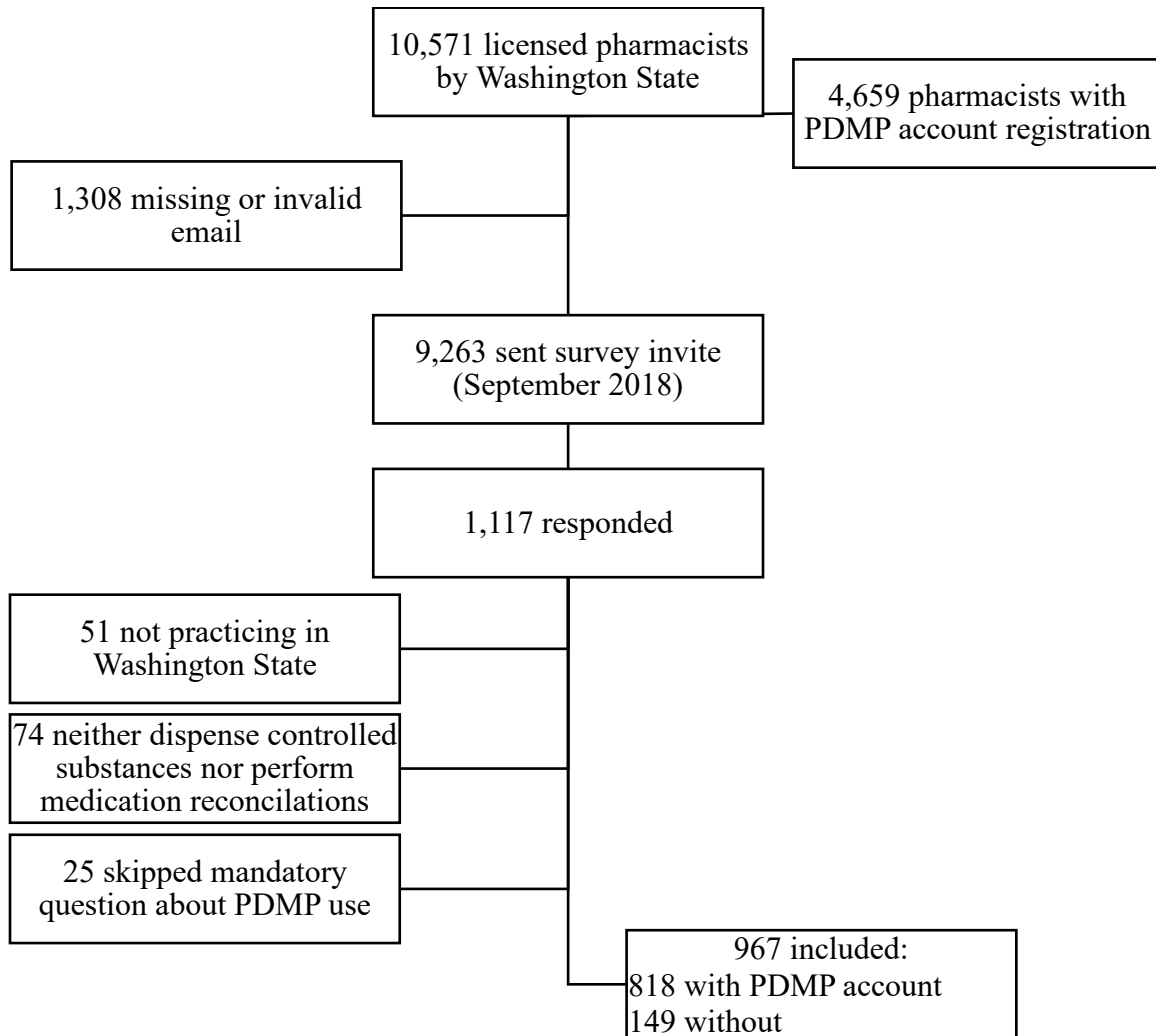 10,571 licensed pharmacists
by Washington State
4,659 pharmacists with
PDMP account registration
1,308 missing or invalid
email
9,263 sent survey invite
(September 2018)
1,117 responded
51 not practicing in
Washington State
74 neither dispense controlled
substances nor perform
medication reconcilations
25 skipped mandatory
question about PDMP use
967 included:
818 with PDMP account
149 without